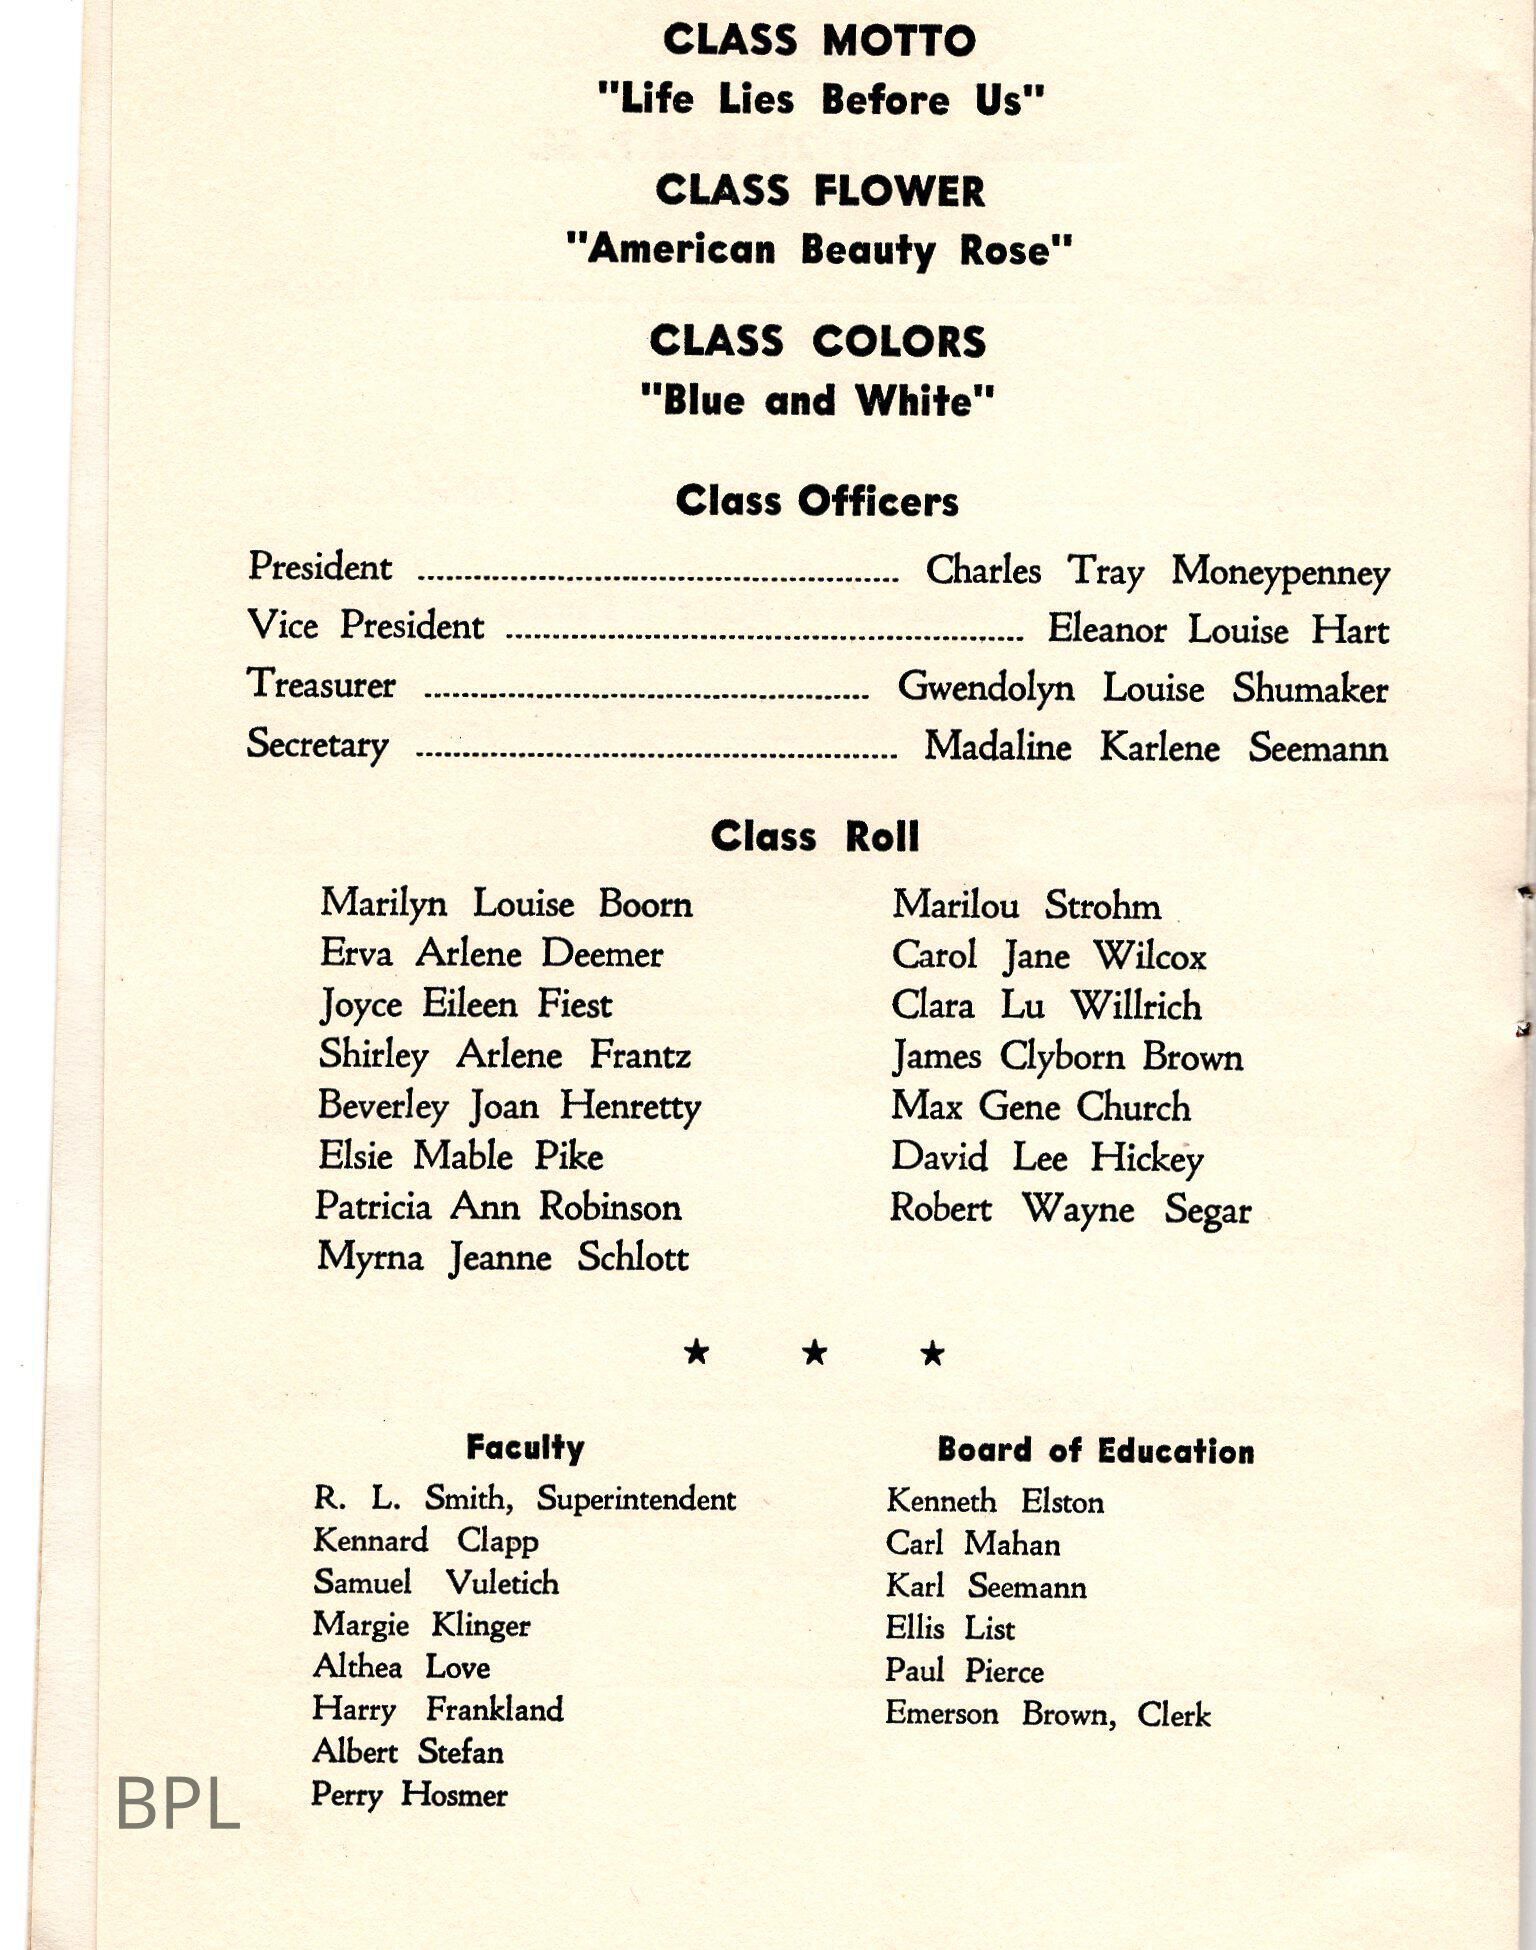 CLASS MOTTO
"Life Lies Before Us"
CLASS FLOWER
"American Beauty Rose"
CLASS COLORS
"Blue and White"
Class Officers
President ................................................ Charles Tray Moneypenney
Vice President ................................................ Eleanor Louise Hart
Treasurer ................................................ Gwendolyn Louise Shumaker
Secretary ................................................ Madaline Karlene Seemann
Class Roll
Marilyn Louise Boorn
Erva Arlene Deemer
Joyce Eileen Fiest
Shirley Arlene Frantz
Beverley Joan Henretty
Elsie Mable Pike
Patricia Ann Robinson
Myrna Jeanne Schlott
Marilou Strohm
Carol Jane Wilcox
Clara Lu Willrich
James Clyborn Brown
Max Gene Church
David Lee Hickey
Robert Wayne Segar
★ ★ ★
Faculty
R. L. Smith, Superintendent
Kennard Clapp
Samuel Vuletich
Margie Klinger
Althea Love
Harry Frankland
Albert Stefan
Perry Hosmer
Board of Education
Kenneth Elston
Carl Mahan
Karl Seemann
Ellis List
Paul Pierce
Emerson Brown, Clerk
BPL